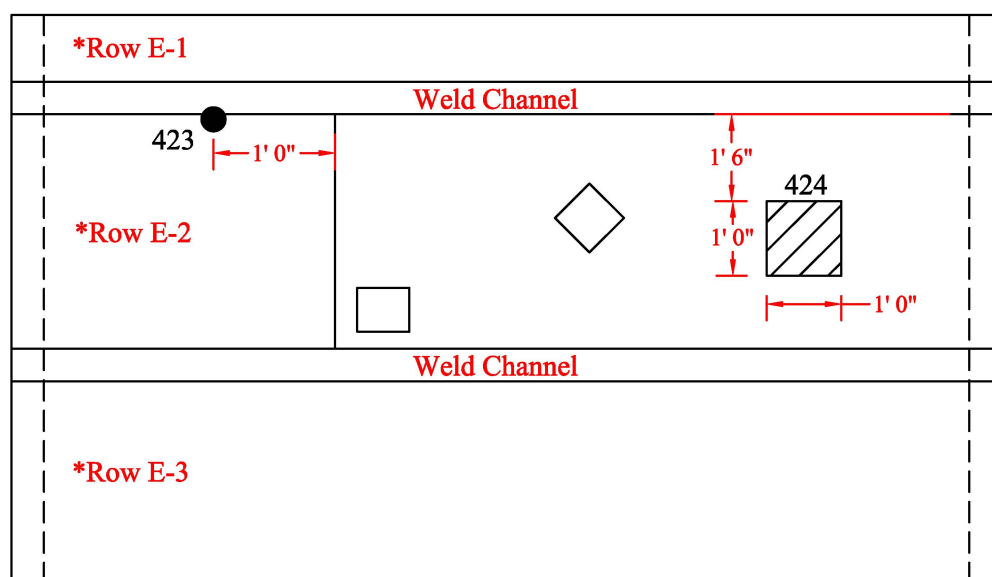 *Row E-1
Weld Channel
423
1' 0"
1' 6"
424
*Row E-2
1' 0"
1' 0"
Weld Channel
*Row E-3